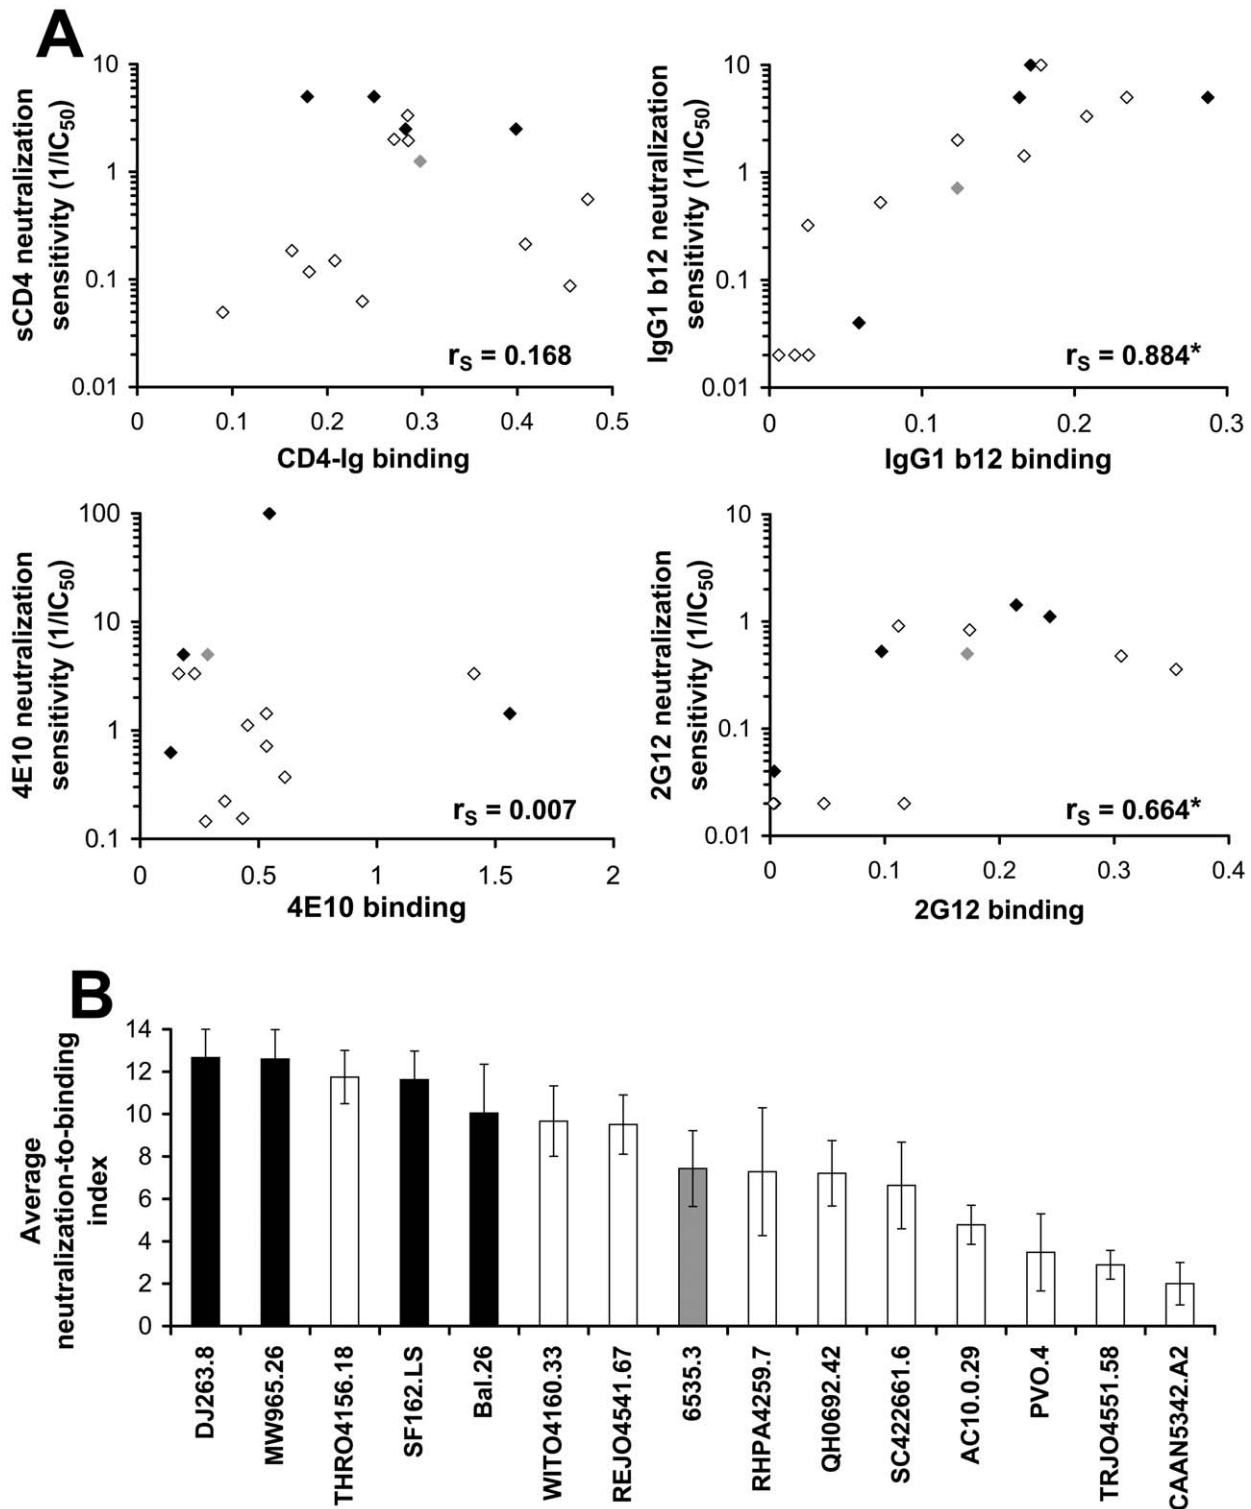 A
sCD4 neutralization
sensitivity (1/IC50)
10
1
0.1
0.01
rS = 0.168
0 0.1 0.2 0.3 0.4 0.5
CD4-Ig binding
IgG1 b12 neutralization
sensitivity (1/IC50)
10
1
0.1
0.01
rS = 0.884*
0 0.1 0.2 0.3
IgG1 b12 binding
4E10 neutralization
sensitivity (1/IC50)
100
10
1
0.1
rS = 0.007
0 0.5 1 1.5 2
4E10 binding
2G12 neutralization
sensitivity (1/IC50)
10
1
0.1
0.01
rS = 0.664*
0 0.1 0.2 0.3 0.4
2G12 binding
B
Average
neutralization-to-binding
index
14
12
10
8
6
4
2
0
DJ263.8
MW965.26
THRO4156.18
SF162.LS
Bal.26
WITO4160.33
REJO4541.67
6535.3
RHPA4259.7
QH0692.42
SC422661.6
AC10.0.29
PVO.4
TRJO4551.58
CAAN5342.A2